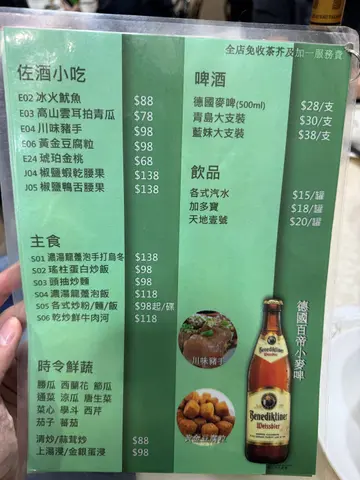 全店免收茶芥及加一服務費
佐酒小吃
E02 冰火魷魚 $88
E03 高山雲耳拍青瓜 $78
E04 川味豬手 $98
E06 黃金豆腐粒 $98
E24 琥珀金桃 $68
J04 椒鹽蝦乾腰果 $138
J05 椒鹽鴨舌腰果 $138
主食
S01 濃湯龍躉泡手打烏冬 $138
S02 瑤柱蛋白炒飯 $98
S03 頭抽炒麵 $98
S04 濃湯龍躉泡飯 $118
S05 各式炒粉/麵/飯 $98起/碟
S06 乾炒鮮牛肉河 $118
時令鮮蔬
勝瓜 西蘭花 節瓜
通菜 涼瓜 唐生菜
菜心 學斗 西芹
茄子 蕃茄
清炒/蒜茸炒 $88
上湯浸/金銀蛋浸 $98
啤酒
德國麥啤(500ml) $28/支
青島大支裝 $30/支
藍妹大支裝 $38/支
飲品
各式汽水 $15/罐
加多寶 $18/罐
天地壹號 $20/罐
德國百帝小麥啤
川味豬手
Benediktiner
Weissbier